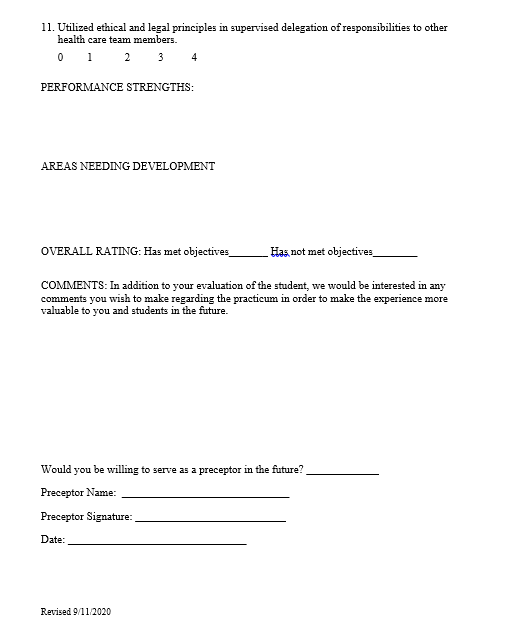 11. Utilized ethical and legal principles in supervised delegation of responsibilities to other
health care team members.
0 1 2 3 4
PERFORMANCE STRENGTHS:
AREAS NEEDING DEVELOPMENT
OVERALL RATING: Has met objectives_______ Has not met objectives________
COMMENTS: In addition to your evaluation of the student, we would be interested in any
comments you wish to make regarding the practicum in order to make the experience more
valuable to you and students in the future.
Would you be willing to serve as a preceptor in the future? _____________
Preceptor Name: ______________________________
Preceptor Signature: ___________________________
Date: ________________________________
Revised 9/11/2020